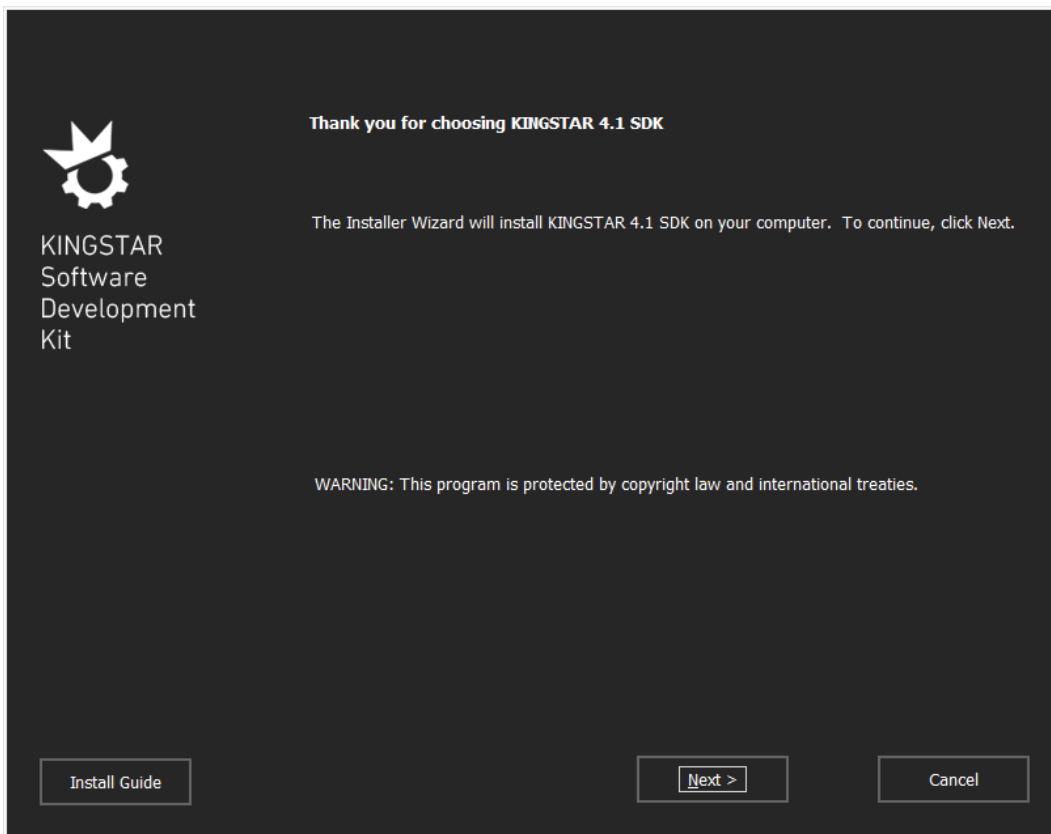 Thank you for choosing KINGSTAR 4.1 SDK
The Installer Wizard will install KINGSTAR 4.1 SDK on your computer.  To continue, click Next.
KINGSTAR
Software
Development
Kit
WARNING: This program is protected by copyright law and international treaties.
Install Guide
Next >
Cancel